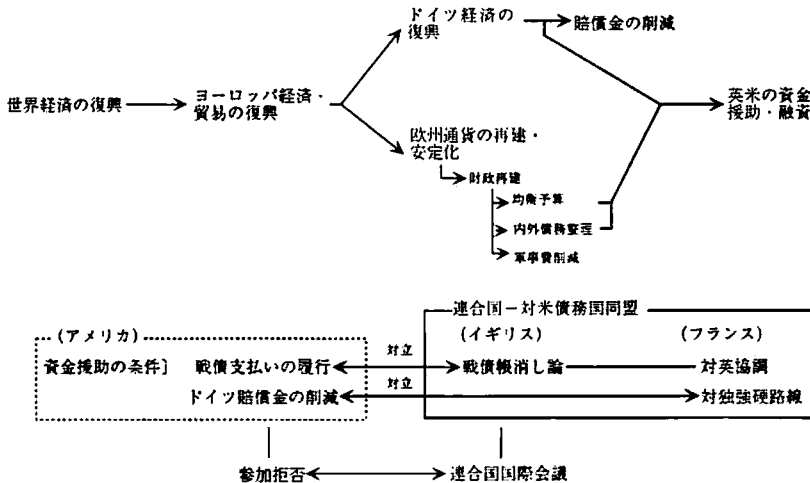 ドイツ経済の
復興
賠償金の削減
世界経済の復興
ヨーロッパ経済・
貿易の復興
英米の資金
援助・融資
欧州通貨の再建・
安定化
財政再建
均衡予算
内外債務整理
軍事費削減
連合国－対米債務国同盟
(アメリカ)
(イギリス)
(フランス)
資金援助の条件］
戦債支払いの履行
対立
戦債帳消し論
対英協調
ドイツ賠償金の削減
対立
対独強硬路線
参加拒否
連合国国際会議